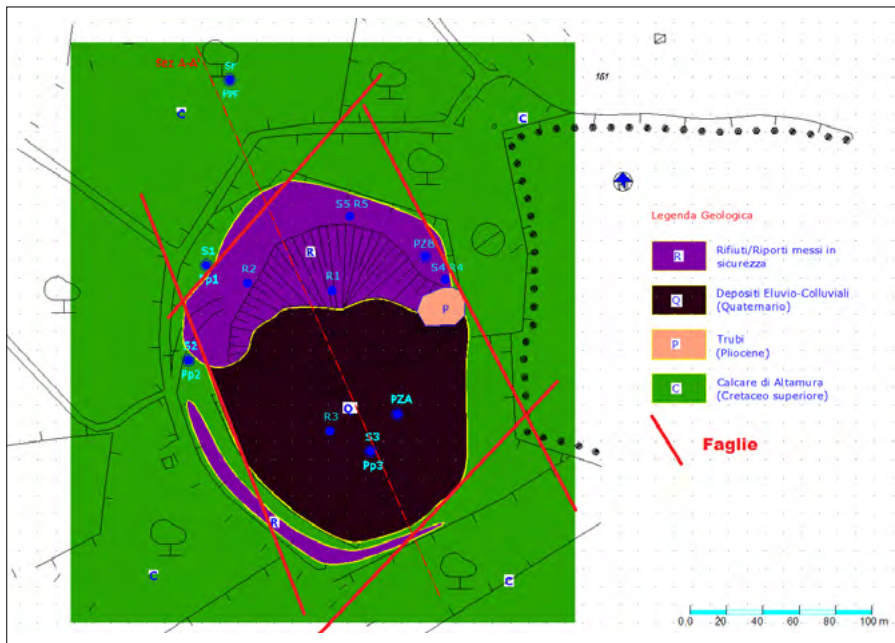 Sez A-A'
Sr
PPF
C
C
161
S5 R5
R
PZB
S1
Pp1
R2
S4 R4
R1
P
S2
Pp2
Q
PZA
R3
S3
Pp3
R
C
C
Legenda Geologica
R
Rifiuti/Riporti messi in
sicurezza
Q
Depositi Eluvio-Colluviali
(Quaternario)
P
Trubi
(Pliocene)
C
Calcare di Altamura
(Cretaceo superiore)
Faglie
0.0 20 40 60 80 100 m